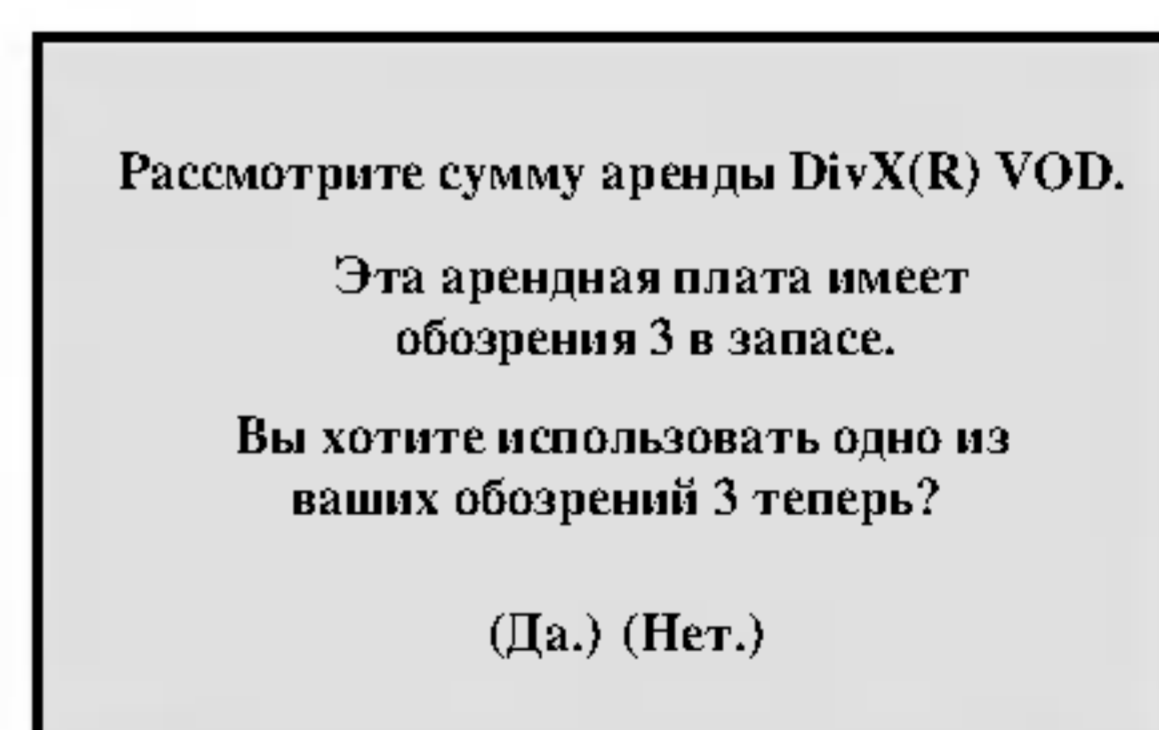 Рассмотрите сумму аренды DivX(R) VOD.
Эта арендная плата имеет
обозрения 3 в запасе.
Вы хотите использовать одно из
ваших обозрений 3 теперь?
(Да.) (Нет.)